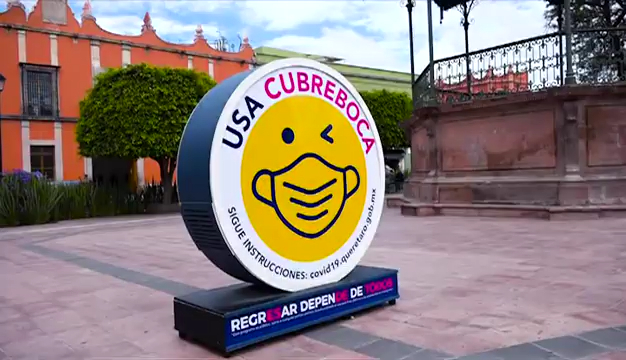 USA CUBREBOCA
SIGUE INSTRUCCIONES: covid19.queretaro.gob.mx
REGRESAR DEPENDE DE TODOS